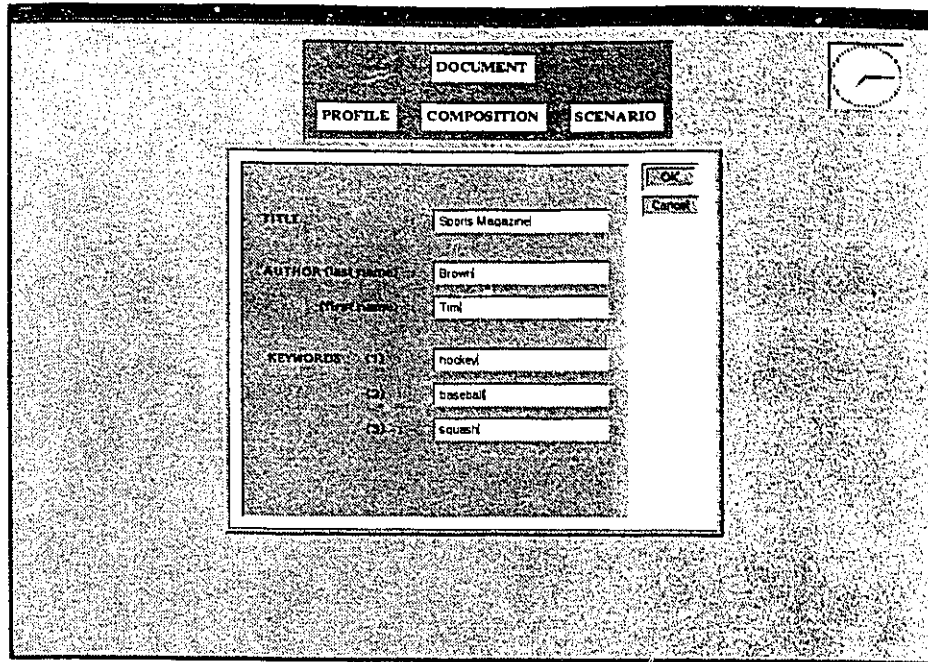 DOCUMENT
PROFILE COMPOSITION SCENARIO
OK
Cancel
TITLE : Sports Magazine
AUTHOR (last name) : Brown
(first name) : Tim
KEYWORDS (1) : hockey
(2) : baseball
(3) : squash